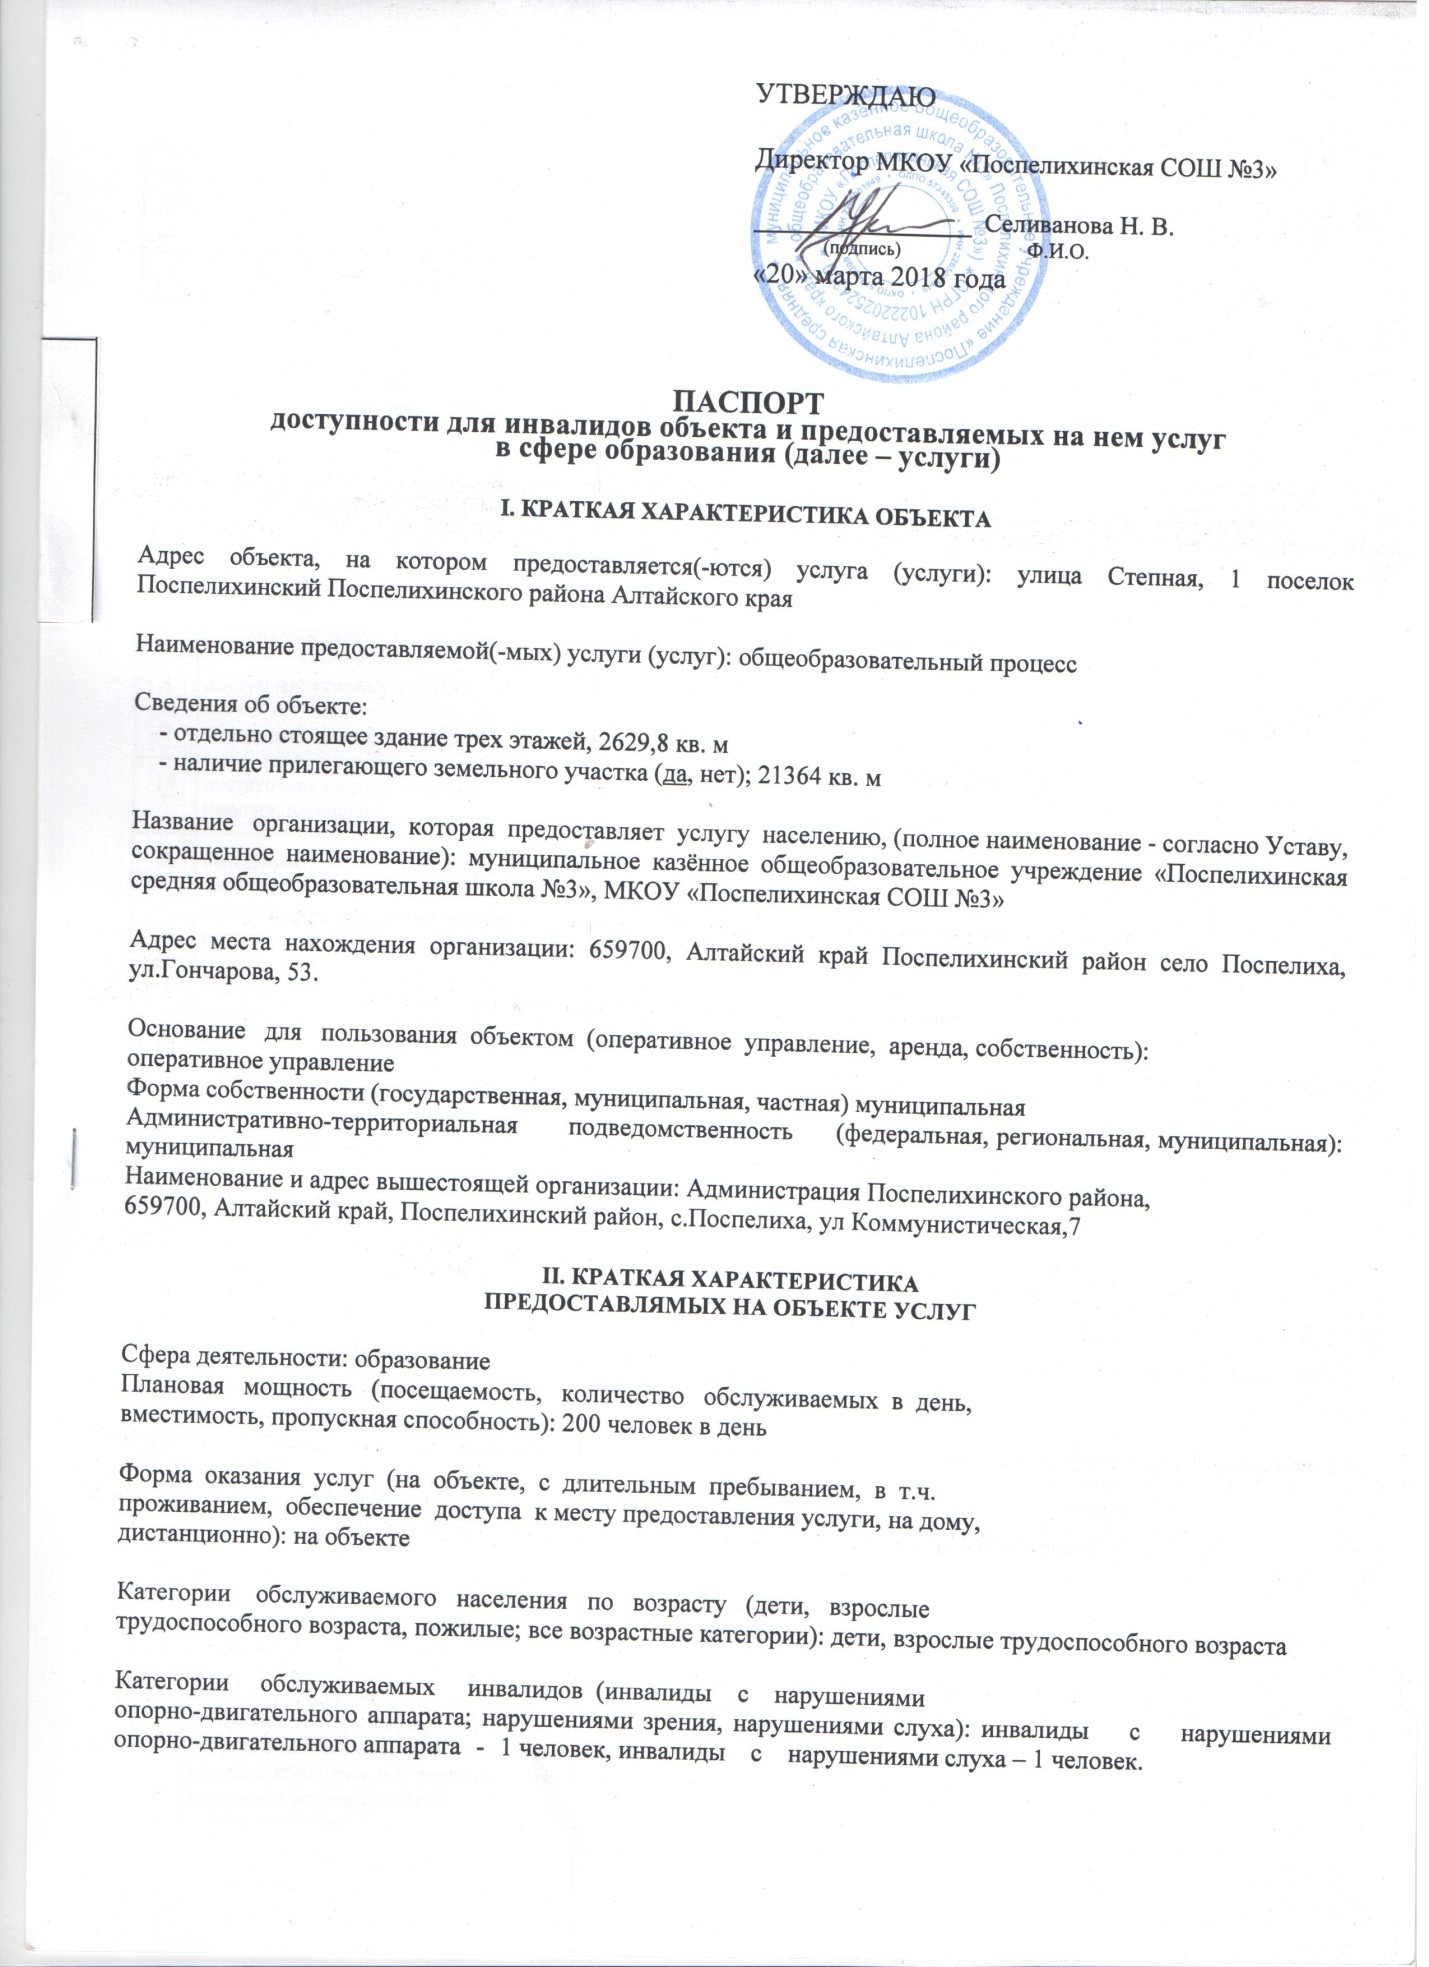 УТВЕРЖДАЮ
Директор МКОУ «Поспелихинская СОШ №3»
Селиванова Н. В.
(подпись) Ф.И.О.
«20» марта 2018 года
ПАСПОРТ
доступности для инвалидов объекта и предоставляемых на нем услуг
в сфере образования (далее – услуги)
I. КРАТКАЯ ХАРАКТЕРИСТИКА ОБЪЕКТА
Адрес объекта, на котором предоставляется(-ются) услуга (услуги): улица Степная, 1 поселок
Поспелихинский Поспелихинского района Алтайского края
Наименование предоставляемой(-мых) услуги (услуг): общеобразовательный процесс
Сведения об объекте:
- отдельно стоящее здание трех этажей, 2629,8 кв. м
- наличие прилегающего земельного участка (да, нет); 21364 кв. м
Название организации, которая предоставляет услугу населению, (полное наименование - согласно Уставу,
сокращенное наименование): муниципальное казённое общеобразовательное учреждение «Поспелихинская
средняя общеобразовательная школа №3», МКОУ «Поспелихинская СОШ №3»
Адрес места нахождения организации: 659700, Алтайский край Поспелихинский район село Поспелиха,
ул.Гончарова, 53.
Основание для пользования объектом (оперативное управление, аренда, собственность):
оперативное управление
Форма собственности (государственная, муниципальная, частная) муниципальная
Административно-территориальная подведомственность (федеральная, региональная, муниципальная):
муниципальная
Наименование и адрес вышестоящей организации: Администрация Поспелихинского района,
659700, Алтайский край, Поспелихинский район, с.Поспелиха, ул Коммунистическая,7
II. КРАТКАЯ ХАРАКТЕРИСТИКА
ПРЕДОСТАВЛЯМЫХ НА ОБЪЕКТЕ УСЛУГ
Сфера деятельности: образование
Плановая мощность (посещаемость, количество обслуживаемых в день,
вместимость, пропускная способность): 200 человек в день
Форма оказания услуг (на объекте, с длительным пребыванием, в т.ч.
проживанием, обеспечение доступа к месту предоставления услуги, на дому,
дистанционно): на объекте
Категории обслуживаемого населения по возрасту (дети, взрослые
трудоспособного возраста, пожилые; все возрастные категории): дети, взрослые трудоспособного возраста
Категории обслуживаемых инвалидов (инвалиды с нарушениями
опорно-двигательного аппарата; нарушениями зрения, нарушениями слуха): инвалиды с нарушениями
опорно-двигательного аппарата - 1 человек, инвалиды с нарушениями слуха – 1 человек.